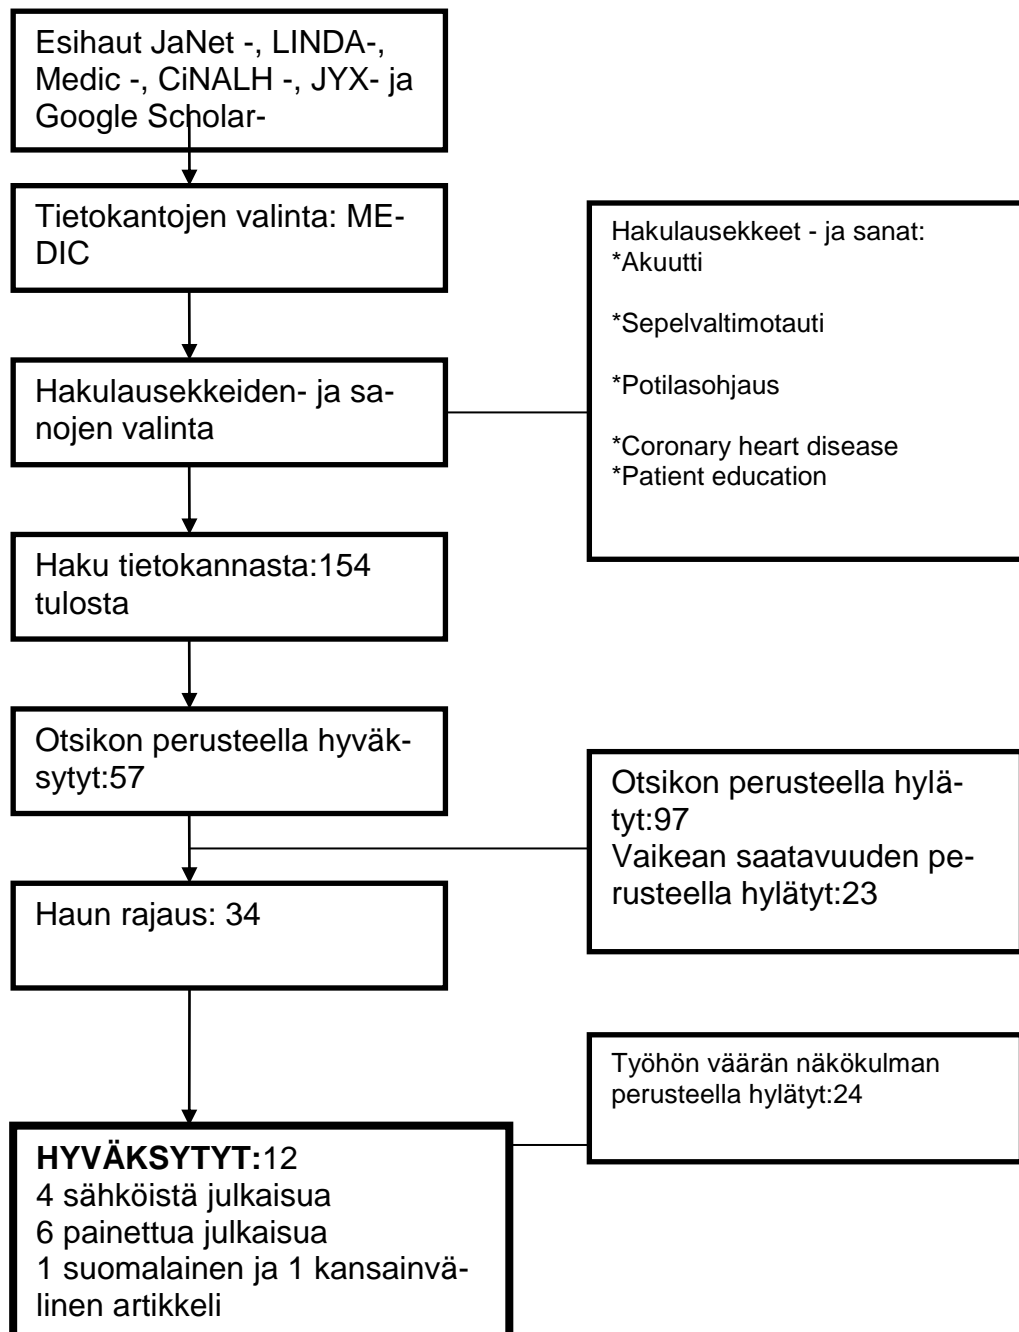 Esihaut JaNet -, LINDA-,
Medic -, CiNALH -, JYX- ja
Google Scholar-
Tietokantojen valinta: ME-
DIC
Hakulausekkeiden- ja sa-
nojen valinta
Hakulausekkeet - ja sanat:
*Akuutti
*Sepelvaltimotauti
*Potilasohjaus
*Coronary heart disease
*Patient education
Haku tietokannasta:154
tulosta
Otsikon perusteella hyväk-
sytyt:57
Otsikon perusteella hylä-
tyt:97
Vaikean saatavuuden pe-
rusteella hylätyt:23
Haun rajaus: 34
Työhön väärän näkökulman
perusteella hylätyt:24
HYVÄKSYTYT:12
4 sähköistä julkaisua
6 painettua julkaisua
1 suomalainen ja 1 kansainvä-
linen artikkeli